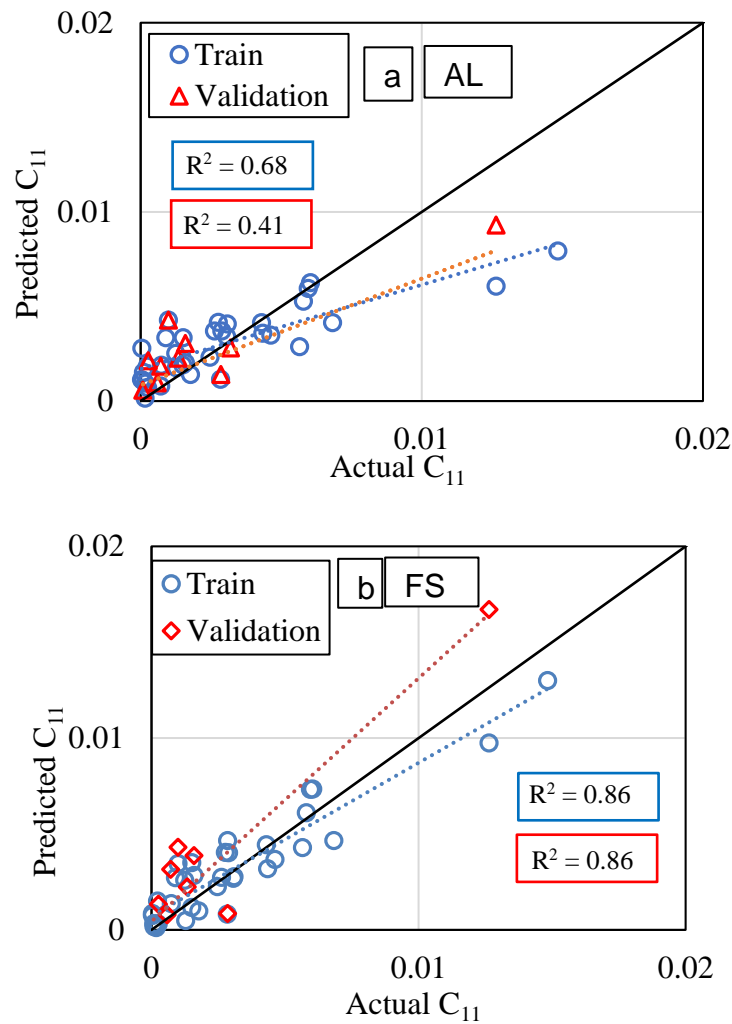 0.02
Train
Validation
a
AL
R² = 0.68
R² = 0.41
Predicted C₁₁
0.01
0
0
0.01
0.02
Actual C₁₁
0.02
Train
Validation
b
FS
Predicted C₁₁
0.01
R² = 0.86
R² = 0.86
0
0
0.01
0.02
Actual C₁₁